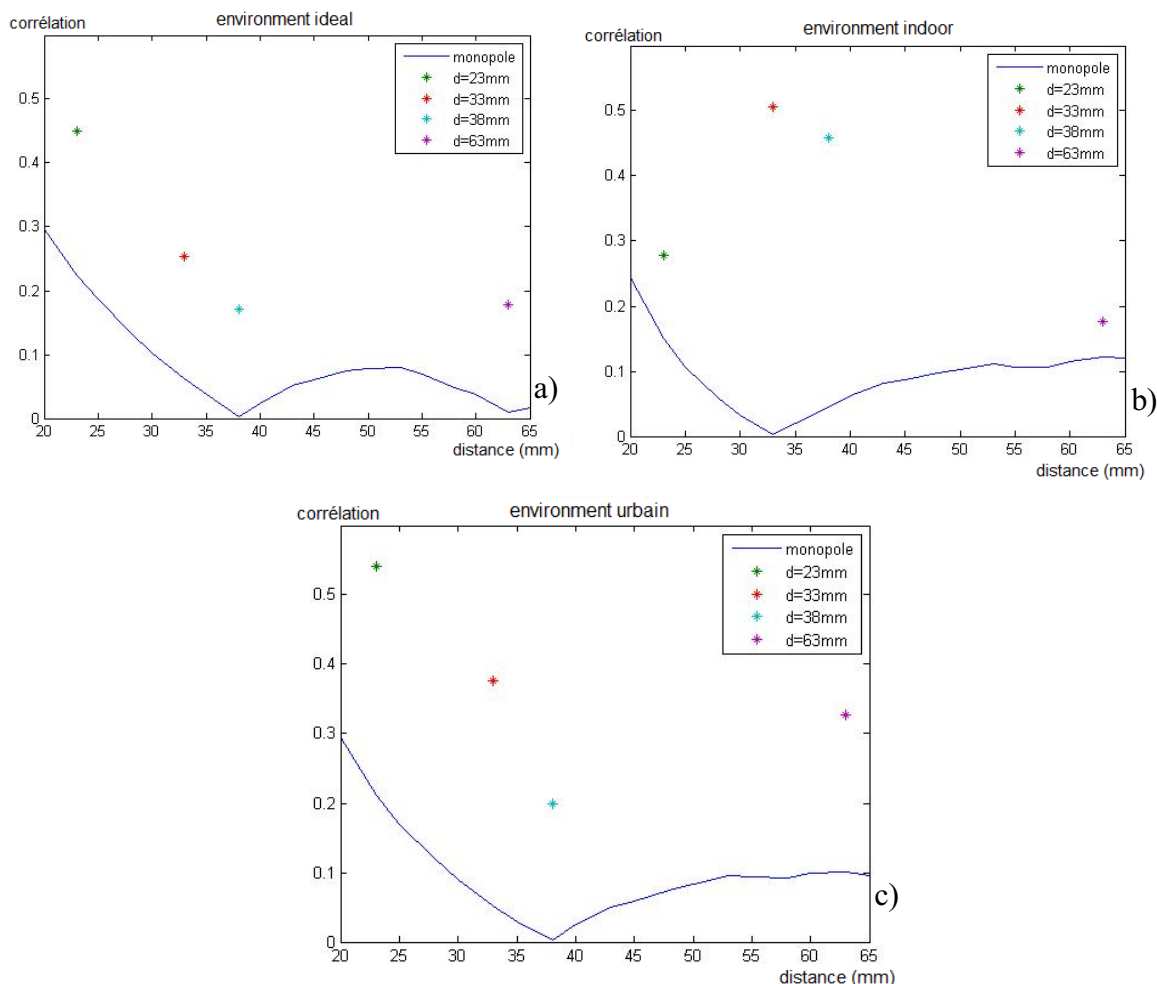 environment ideal
corrélation
monopole
d=23mm
d=33mm
d=38mm
d=63mm
0.5
0.4
0.3
0.2
0.1
0
20 25 30 35 40 45 50 55 60 65
distance (mm)
a)
environment indoor
corrélation
monopole
d=23mm
d=33mm
d=38mm
d=63mm
0.5
0.4
0.3
0.2
0.1
0
20 25 30 35 40 45 50 55 60 65
distance (mm)
b)
environment urbain
corrélation
monopole
d=23mm
d=33mm
d=38mm
d=63mm
0.5
0.4
0.3
0.2
0.1
0
20 25 30 35 40 45 50 55 60 65
distance (mm)
c)